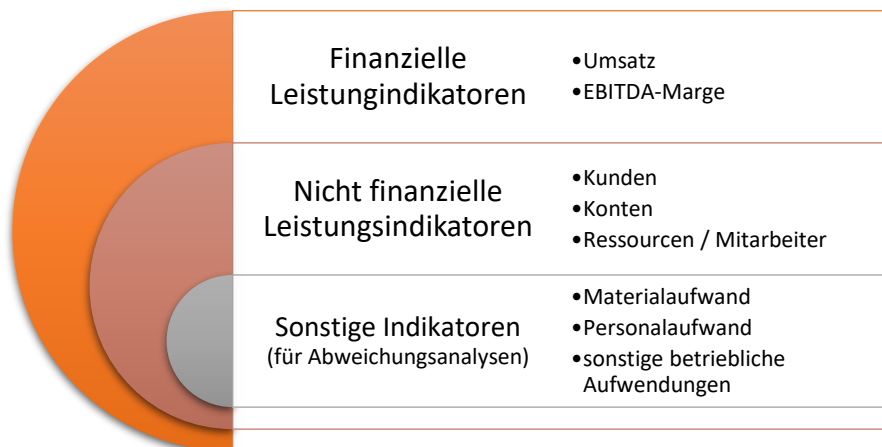 Finanzielle
Leistungindikatoren
•Umsatz
•EBITDA-Marge
Nicht finanzielle
Leistungsindikatoren
•Kunden
•Konten
•Ressourcen / Mitarbeiter
Sonstige Indikatoren
(für Abweichungsanalysen)
•Materialaufwand
•Personalaufwand
•sonstige betriebliche
Aufwendungen